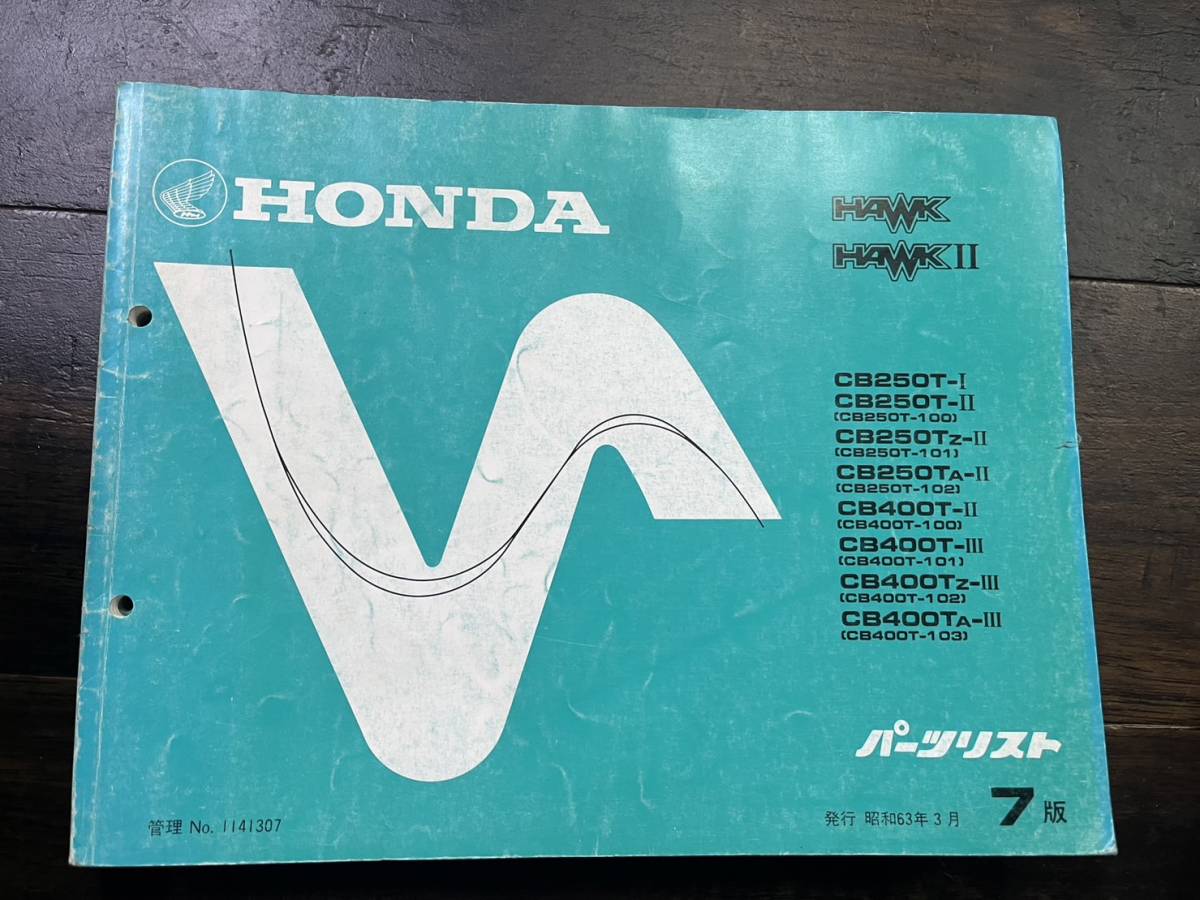 HONDA
HAWK
HAWK II
CB250T-I
CB250T-II
(CB250T-100)
CB250TZ-II
(CB250T-101)
CB250TA-II
(CB250T-102)
CB400T-II
(CB400T-100)
CB400T-III
(CB400T-101)
CB400TZ-III
(CB400T-102)
CB400TA-III
(CB400T-103)
パーツリスト
管理 No. 1141307
発行 昭和63年3月 7版